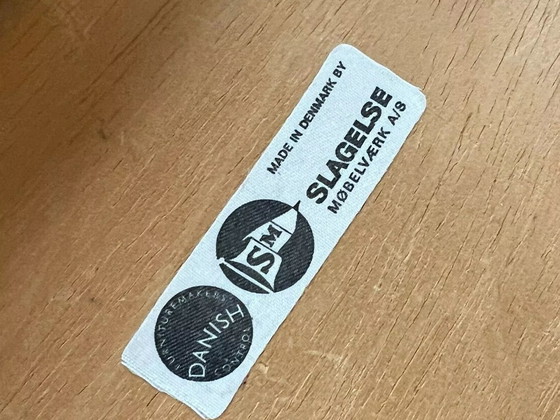 MADE IN DENMARK BY
SLAGELSE
MØBELVÆRK A/S
SM
DANISH
FURNITUREMAKERS
CONTROL